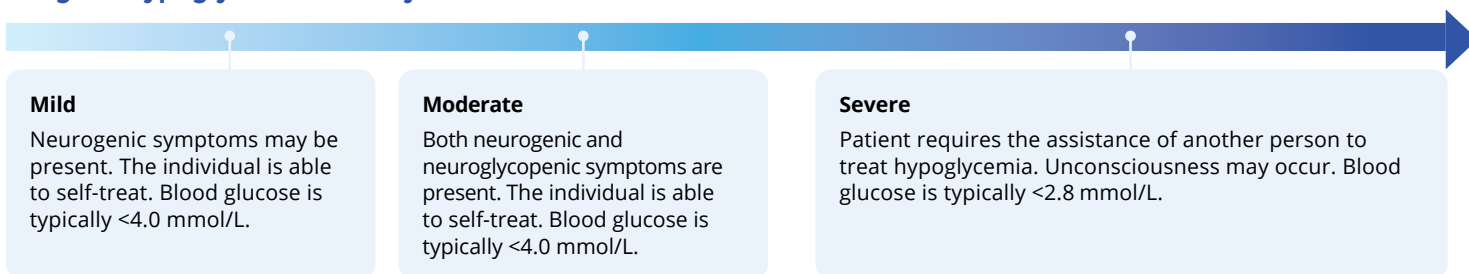 Mild
Neurogenic symptoms may be
present. The individual is able
to self-treat. Blood glucose is
typically <4.0 mmol/L.
Moderate
Both neurogenic and
neuroglycopenic symptoms are
present. The individual is able
to self-treat. Blood glucose is
typically <4.0 mmol/L.
Severe
Patient requires the assistance of another person to
treat hypoglycemia. Unconsciousness may occur. Blood
glucose is typically <2.8 mmol/L.